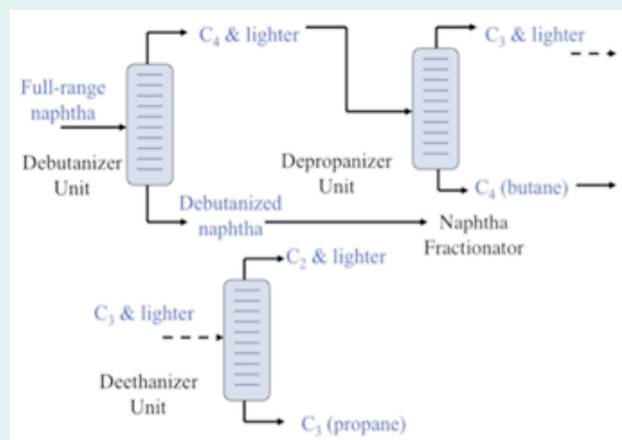 C₄ & lighter
C₃ & lighter
Full-range
naphtha
Debutanizer
Unit
Depropanizer
Unit
C₄ (butane)
Debutanized
naphtha
Naphtha
Fractionator
C₂ & lighter
C₃ & lighter
Deethanizer
Unit
C₃ (propane)